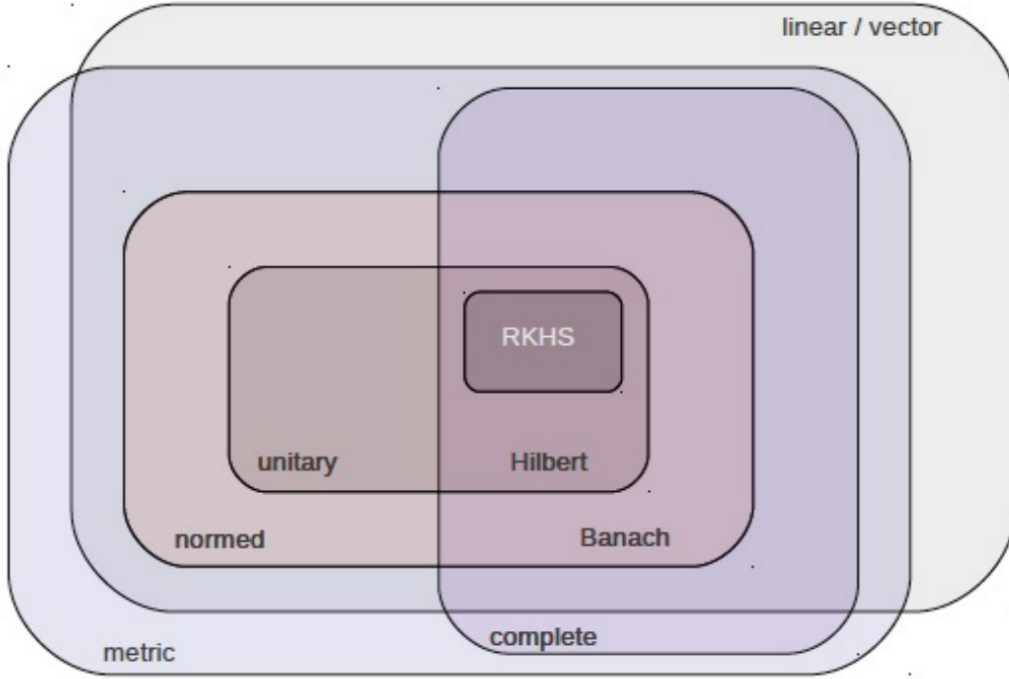 linear / vector
RKHS
unitary
Hilbert
normed
Banach
complete
metric